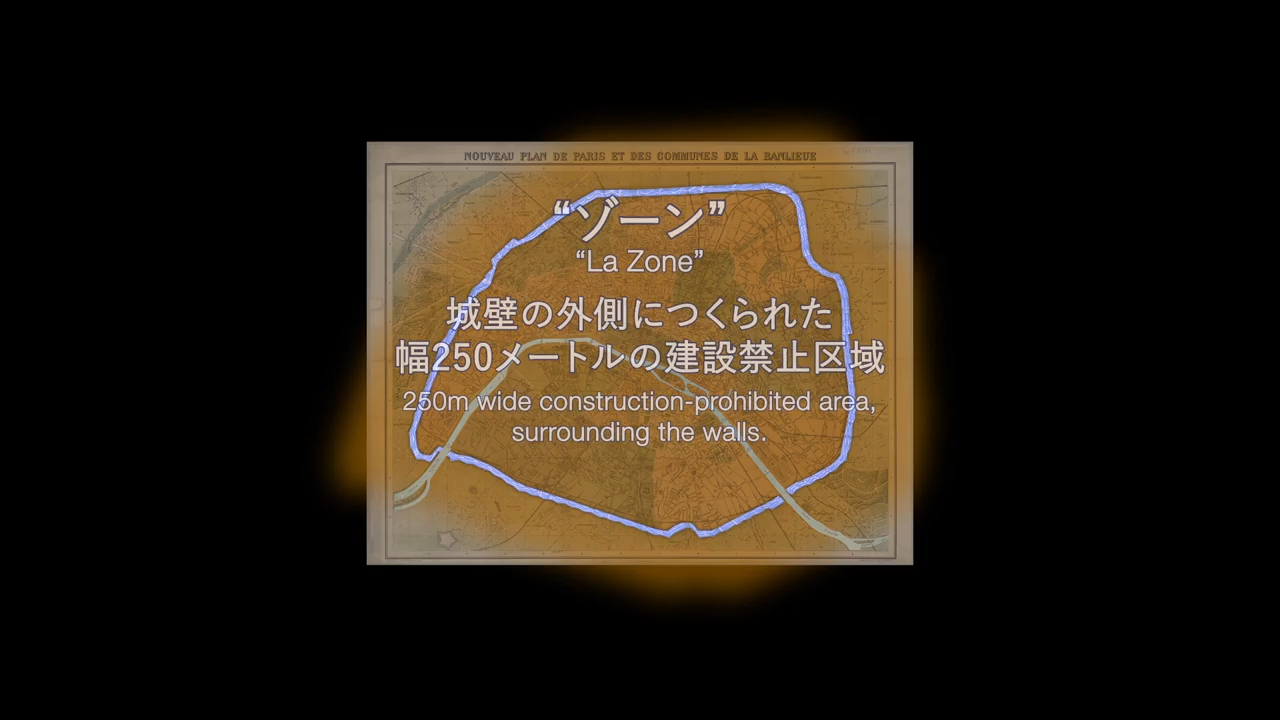 NOUVEAU PLAN DE PARIS ET DES COMMUNES DE LA BANLIEUE
“ゾーン”
“La Zone”
城壁の外側につくられた
幅250メートルの建設禁止区域
250m wide construction-prohibited area,
surrounding the walls.